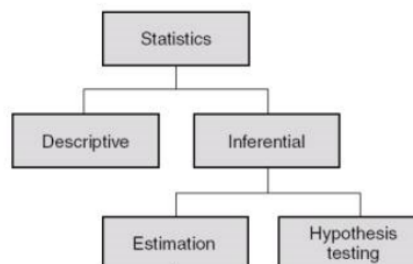 Statistics
Descriptive
Inferential
Estimation
Hypothesis
testing